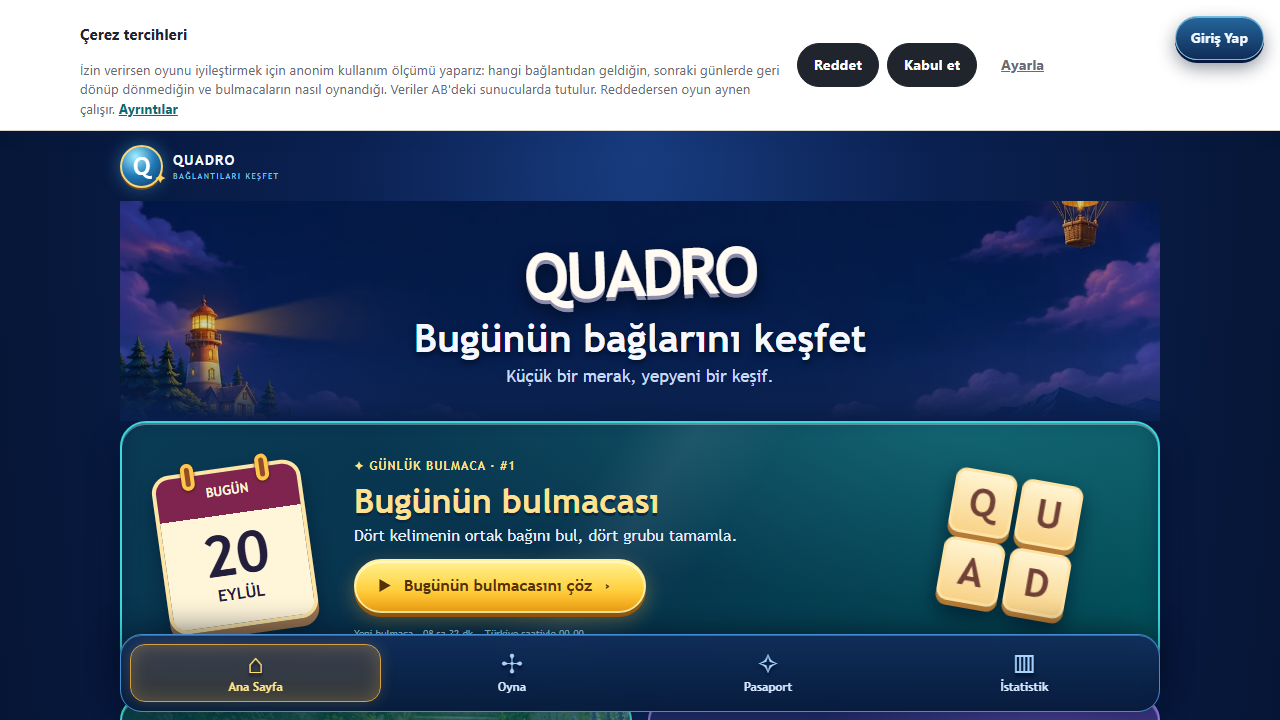 Çerez tercihleri
İzin verirsen oyunu iyileştirmek için anonim kullanım ölçümü yaparız: hangi bağlantıdan geldiğin, sonraki günlerde geri
dönüp dönmediğin ve bulmacaların nasıl oynandığı. Veriler AB'deki sunucularda tutulur. Reddedersen oyun aynen
çalışır. Ayrıntılar
Reddet
Kabul et
Ayarla
Giriş Yap
Q
QUADRO
BAĞLANTILARI KEŞFET
QUADRO
Bugünün bağlarını keşfet
Küçük bir merak, yepyeni bir keşif.
BUGÜN
20
EYLÜL
GÜNLÜK BULMACA · #1
Bugünün bulmacası
Dört kelimenin ortak bağını bul, dört grubu tamamla.
Bugünün bulmacasını çöz ›
Q U
A D
Ana Sayfa
Oyna
Pasaport
İstatistik